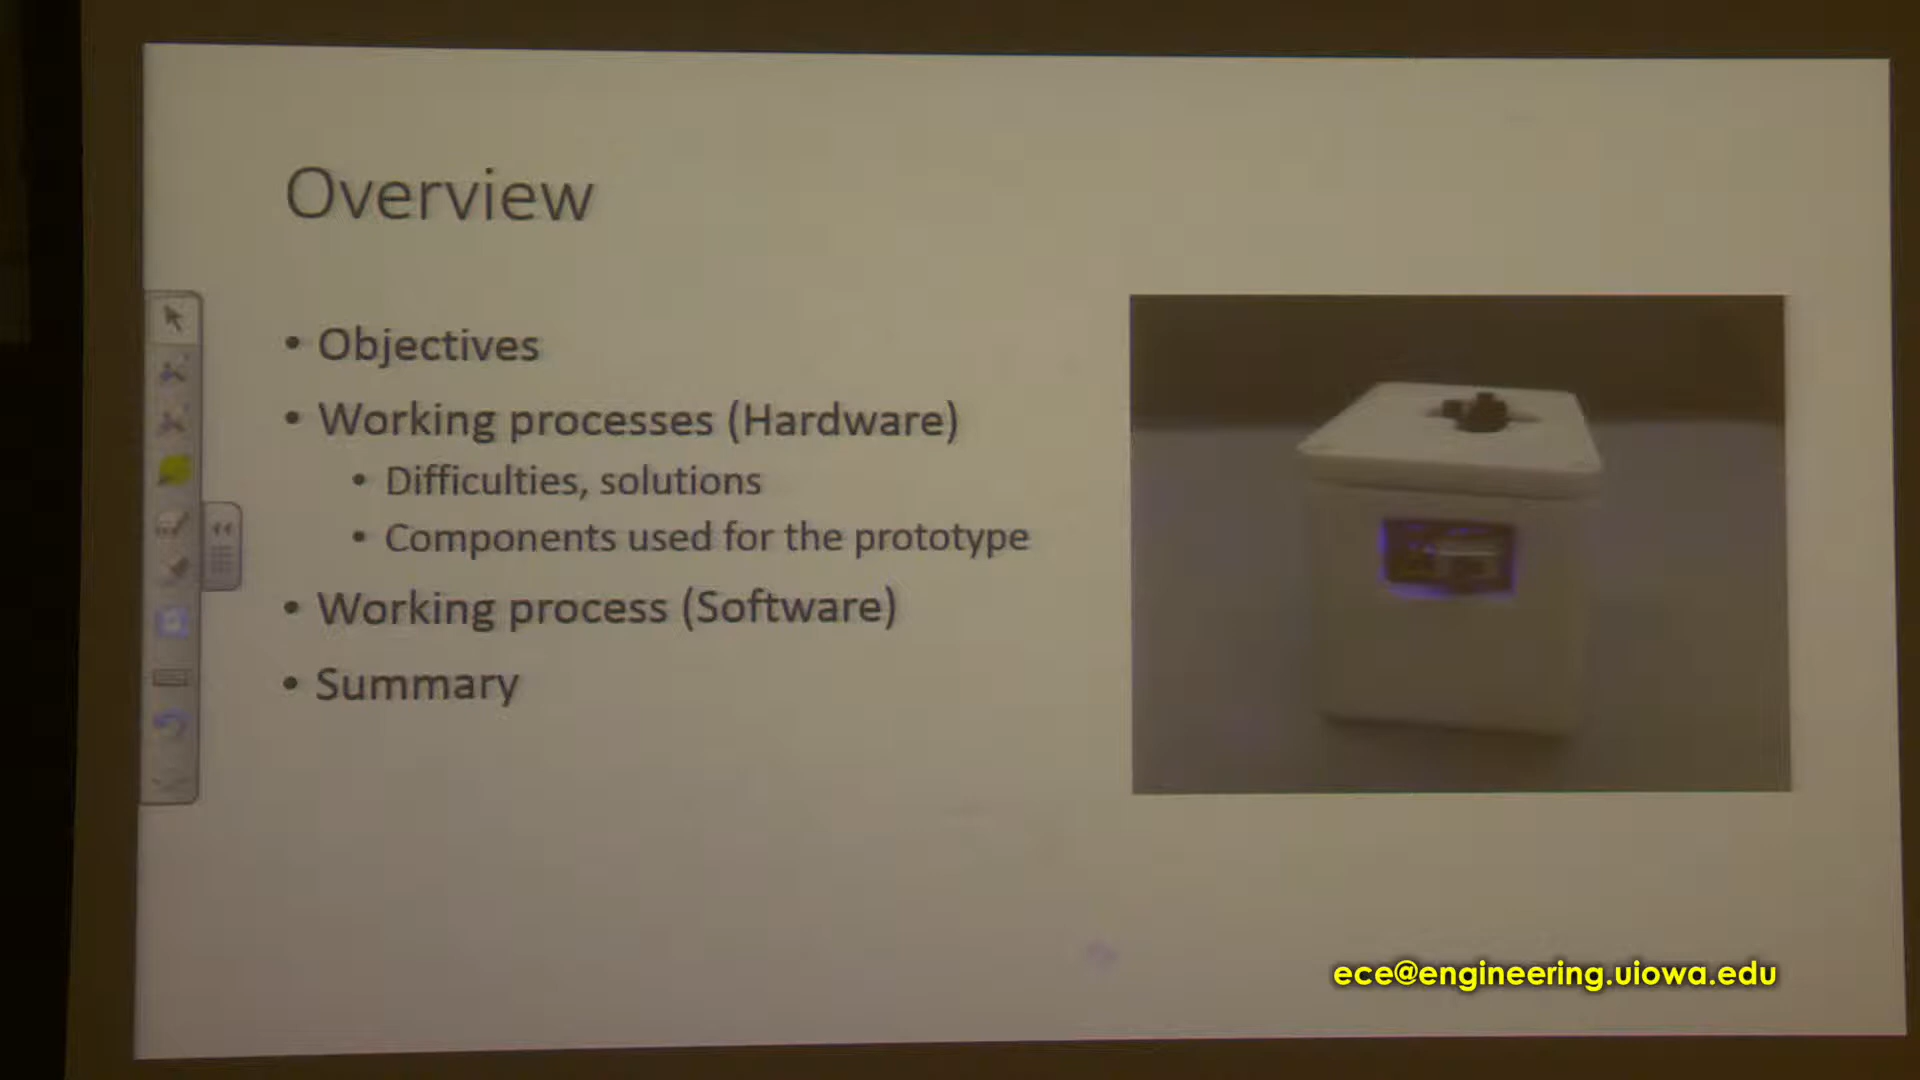 Overview
• Objectives
• Working processes (Hardware)
• Difficulties, solutions
• Components used for the prototype
• Working process (Software)
• Summary
ece@engineering.uiowa.edu